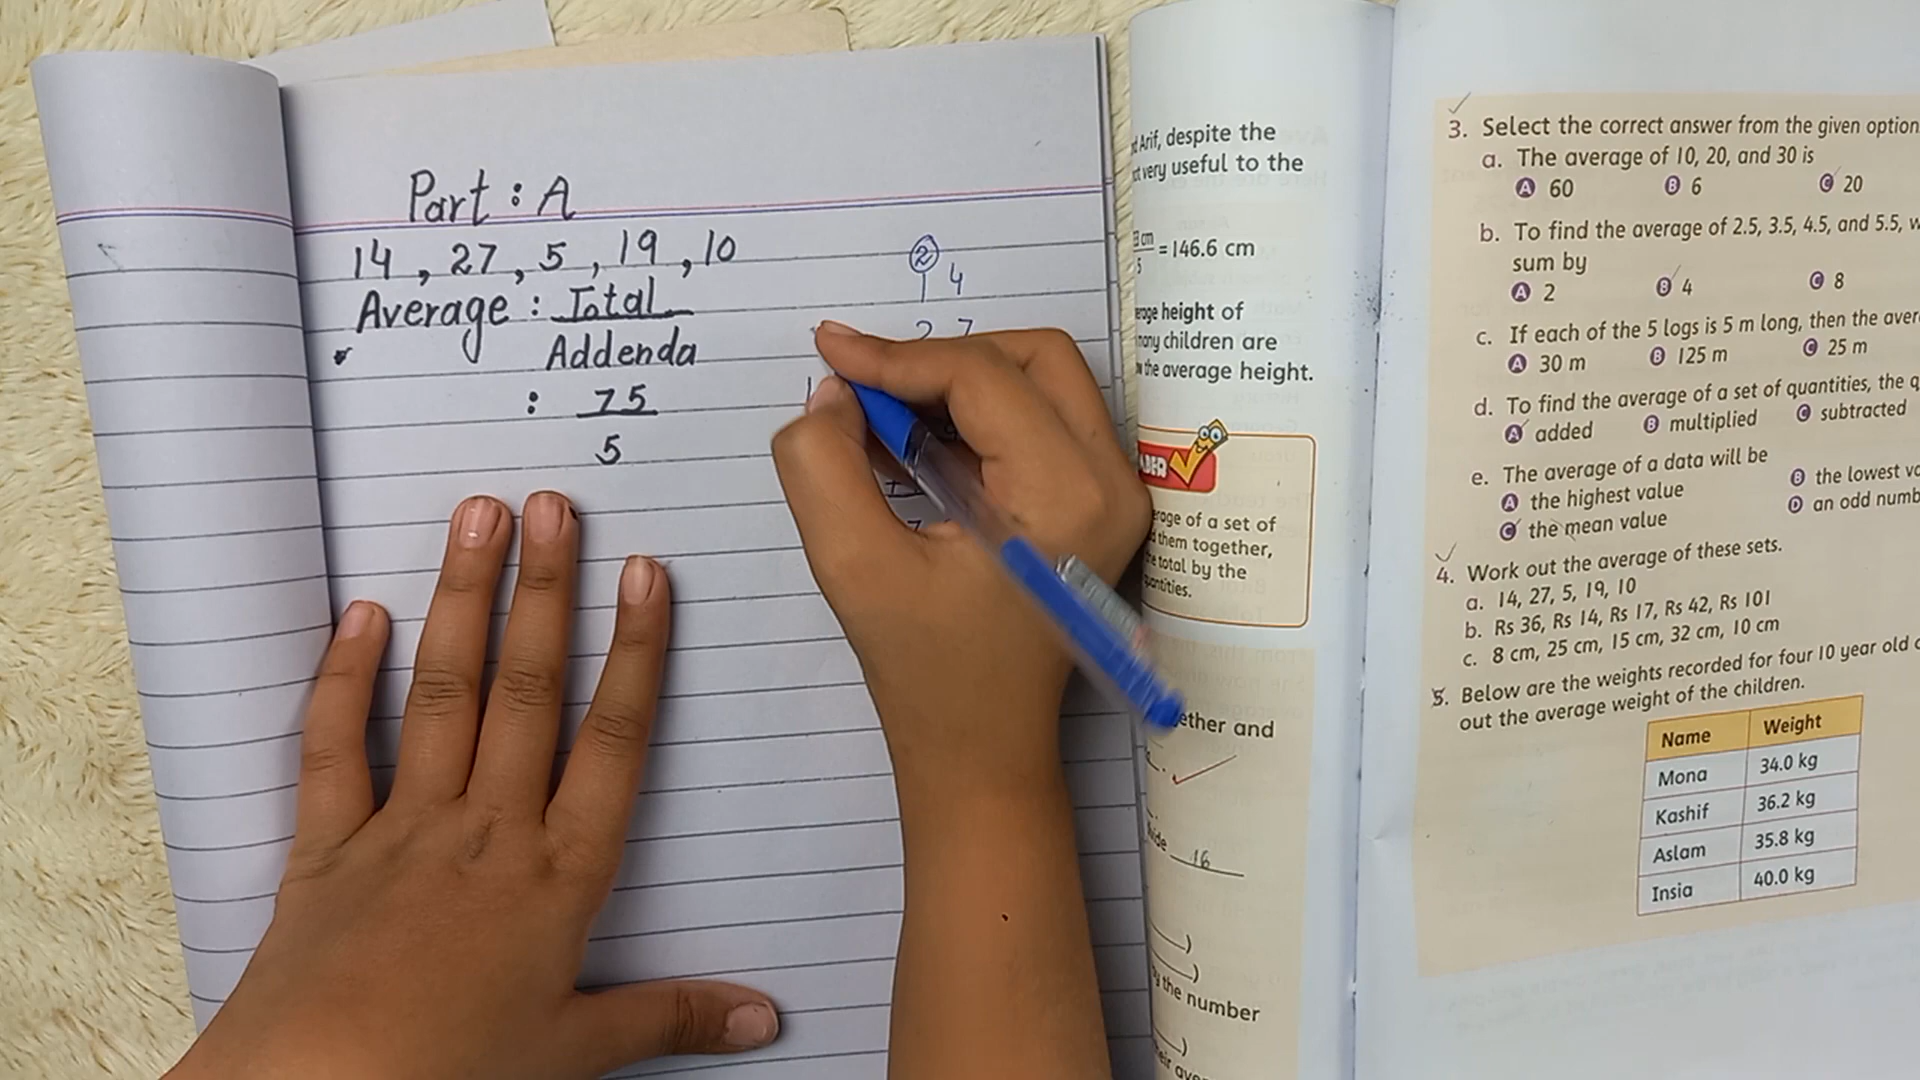 Part : A
14 , 27 , 5 , 19 , 10
Average : Total
Addenda
: 75
5
2
1 4
2 7
Arif, despite the
very useful to the
cm
5
= 146.6 cm
height of
many children are
the average height.
of a set of
them together,
total by the
and
16
the number
3. Select the correct answer from the given option
a. The average of 10, 20, and 30 is
A 60 B 6 C 20
b. To find the average of 2.5, 3.5, 4.5, and 5.5, w
sum by
A 2 B 4 C 8
c. If each of the 5 logs is 5 m long, then the aver
A 30 m B 125 m C 25 m
d. To find the average of a set of quantities, the q
A added B multiplied C subtracted
e. The average of a data will be
A the highest value B the lowest va
C the mean value D an odd numb
4. Work out the average of these sets.
a. 14, 27, 5, 19, 10
b. Rs 36, Rs 14, Rs 17, Rs 42, Rs 101
c. 8 cm, 25 cm, 15 cm, 32 cm, 10 cm
5. Below are the weights recorded for four 10 year old c
out the average weight of the children.
Name Weight
Mona 34.0 kg
Kashif 36.2 kg
Aslam 35.8 kg
Insia 40.0 kg